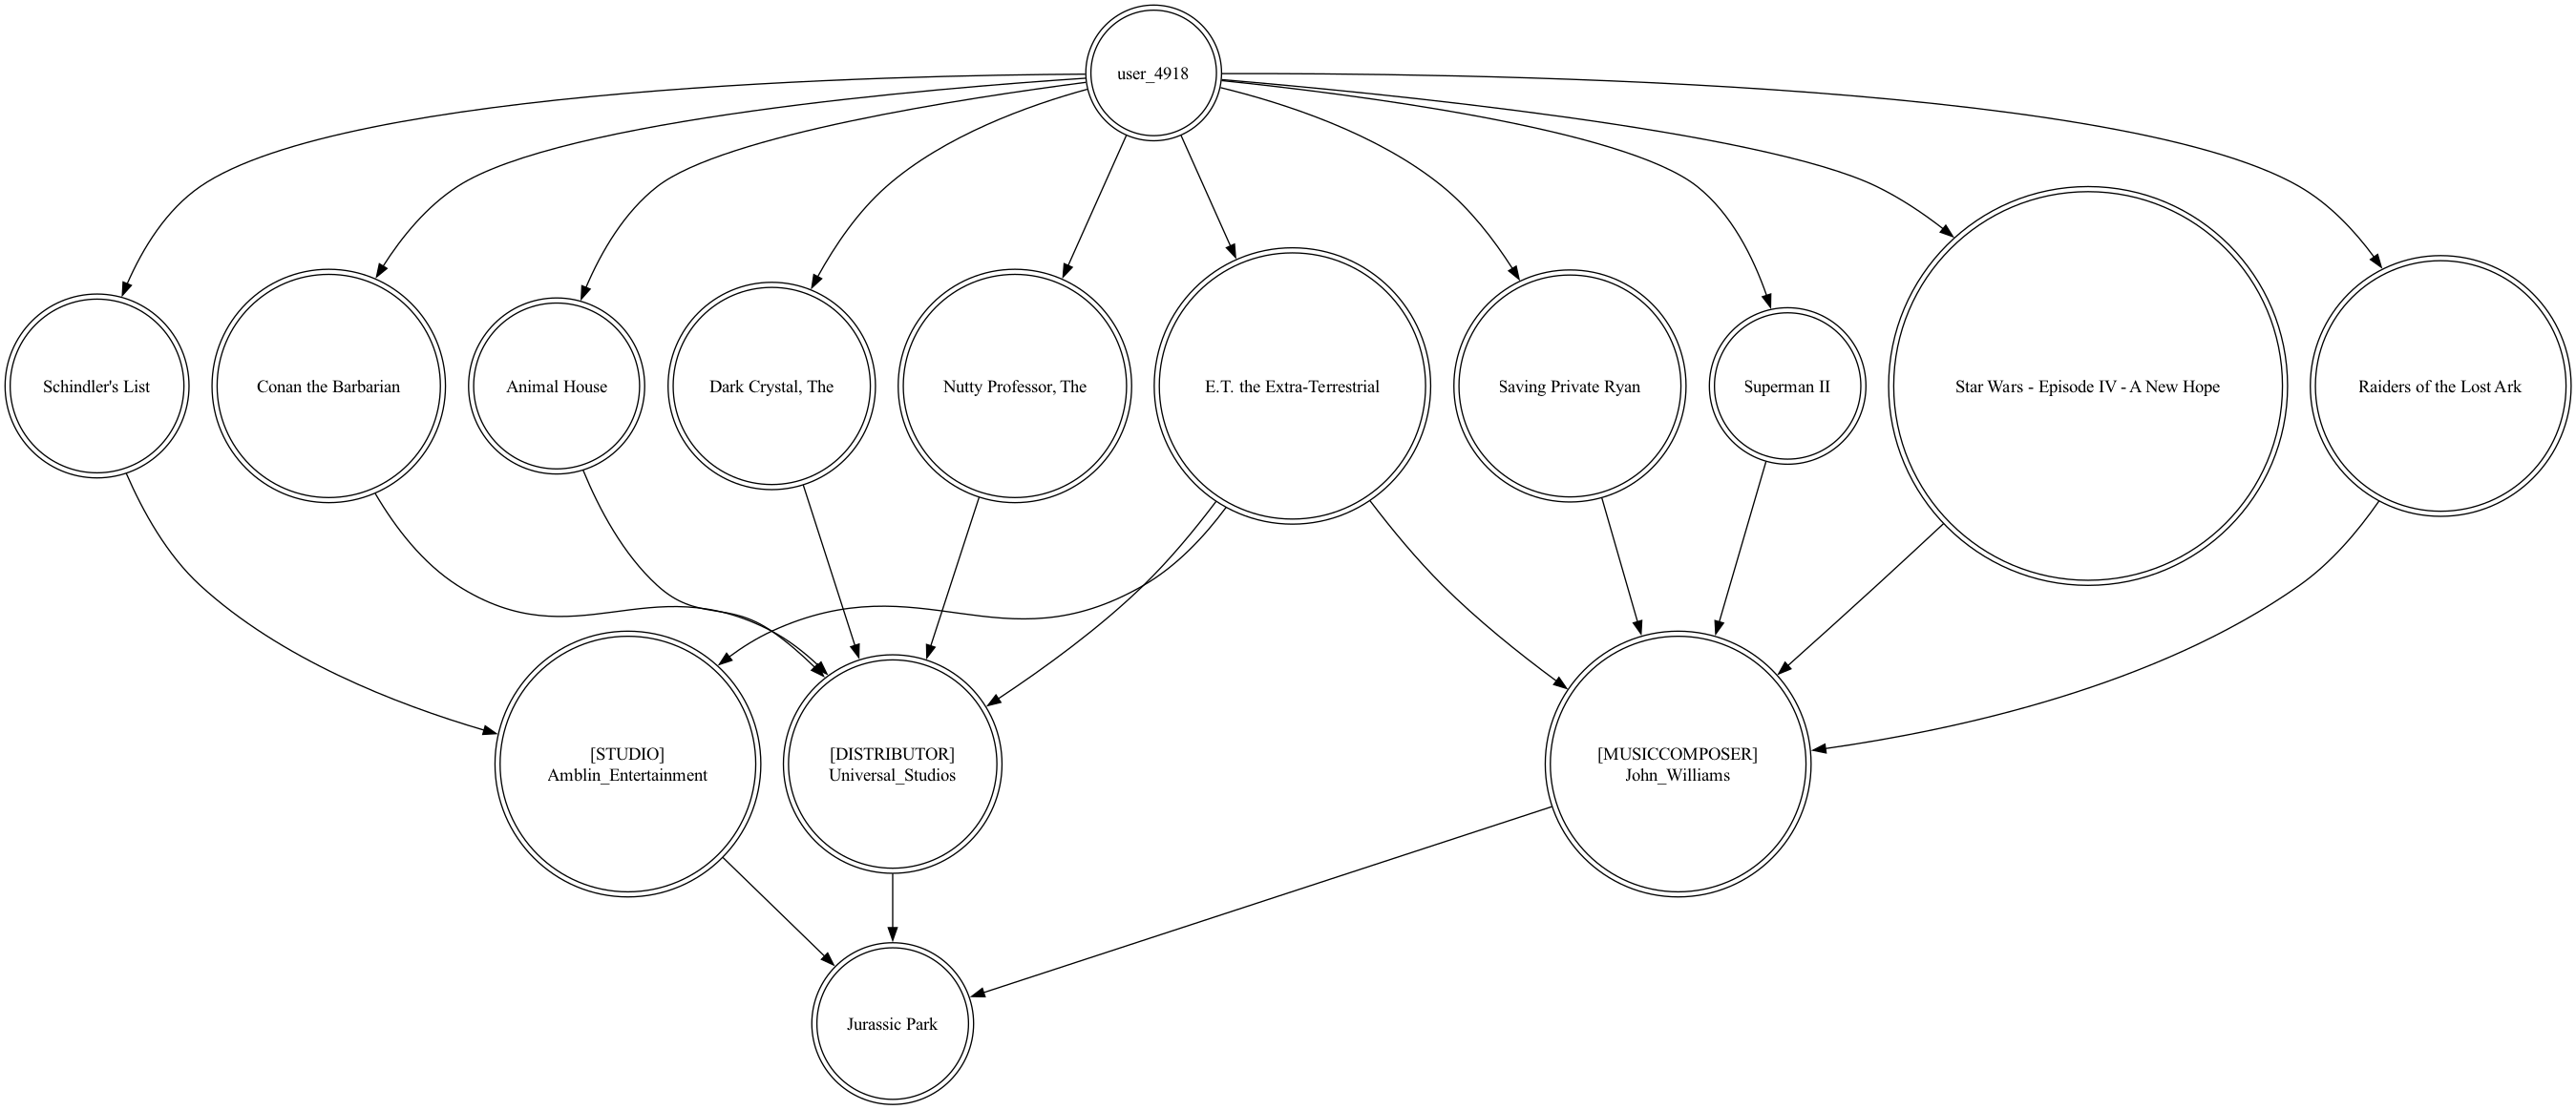 user_4918
Schindler's List
Conan the Barbarian
Animal House
Dark Crystal, The
Nutty Professor, The
E.T. the Extra-Terrestrial
Saving Private Ryan
Superman II
Star Wars - Episode IV - A New Hope
Raiders of the Lost Ark
[STUDIO]
Amblin_Entertainment
[DISTRIBUTOR]
Universal_Studios
[MUSICCOMPOSER]
John_Williams
Jurassic Park